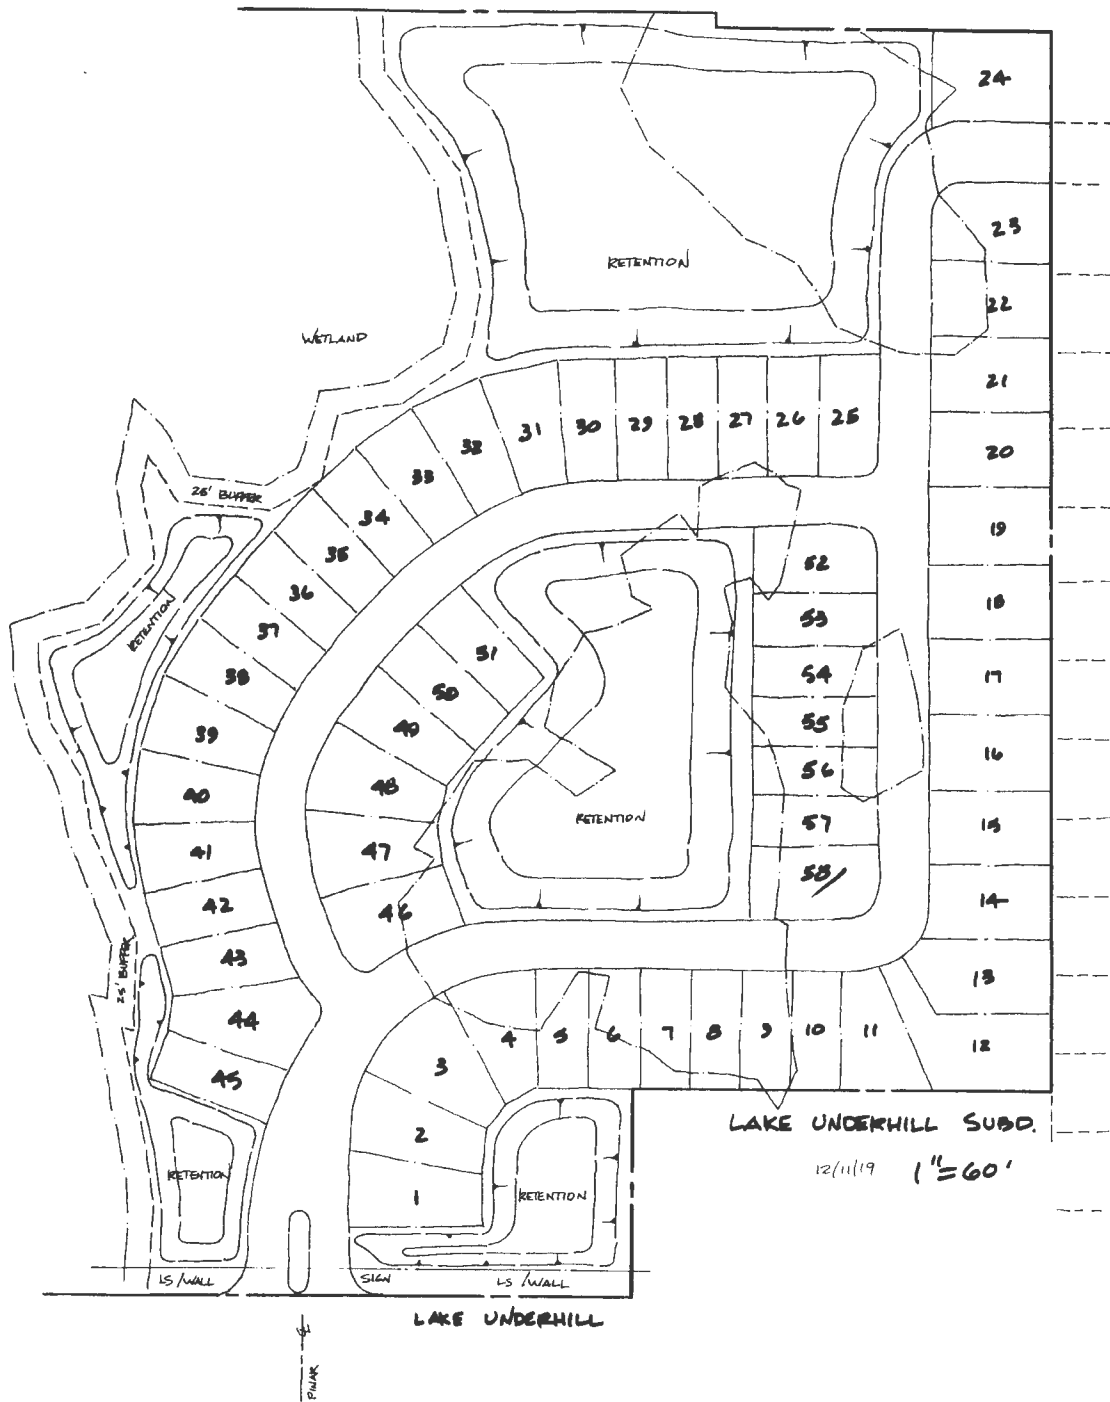 24
23
RETENTION
22
WETLAND
21
31 30 29 28 27 26 25
32
20
33
25' BUFFER
34
19
35
52
36
18
RETENTION
53
37
51
54
17
38
50
55
39
49
16
56
40
48
RETENTION
57
15
41
47
58
14
42
46
43
25' BUFFER
13
44
4 5 6 7 8 9 10 11
12
3
45
2
LAKE UNDERHILL SUBD.
12/11/19 1"=60'
RETENTION
1
RETENTION
LS/WALL
SIGN
LS/WALL
LAKE UNDERHILL
℄
PINAR